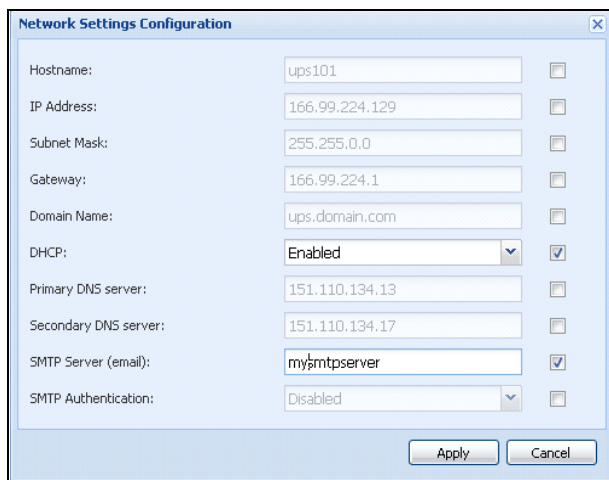 Network Settings Configuration
Hostname: ups101
IP Address: 166.99.224.129
Subnet Mask: 255.255.0.0
Gateway: 166.99.224.1
Domain Name: ups.domain.com
DHCP: Enabled
Primary DNS server: 151.110.134.13
Secondary DNS server: 151.110.134.17
SMTP Server (email): mysmtpserver
SMTP Authentication: Disabled
Apply Cancel